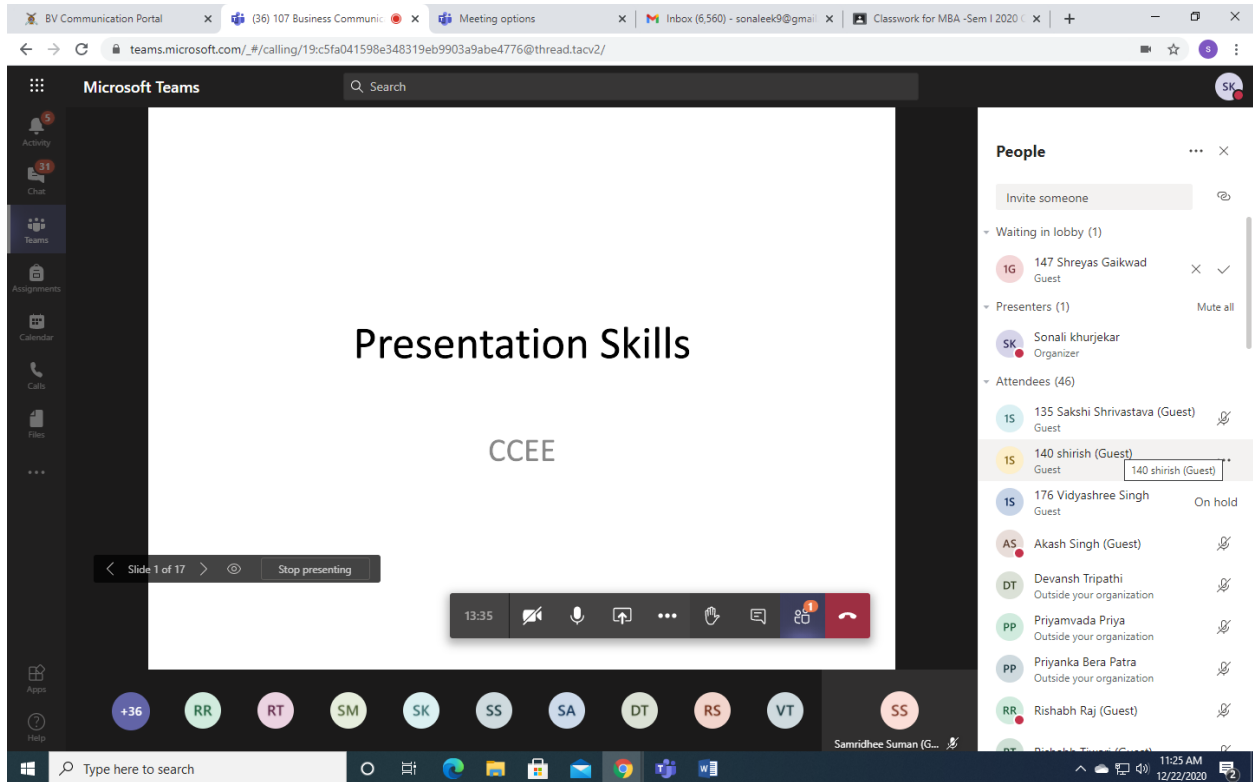 BV Communication Portal
(36) 107 Business Communic
Meeting options
Inbox (6,560) - sonaleek9@gmail
Classwork for MBA -Sem I 2020
teams.microsoft.com/_#/calling/19:c5fa041598e348319eb9903a9abe4776@thread.tacv2/
S
Microsoft Teams
Search
SK
5
Activity
31
Chat
Teams
Assignments
Calendar
Calls
Files
Apps
Help
Presentation Skills
CCEE
Slide 1 of 17
Stop presenting
13:35
1
+36
RR
RT
SM
SK
SS
SA
DT
RS
VT
SS
Samridhee Suman (G...
People
Invite someone
Waiting in lobby (1)
1G
147 Shreyas Gaikwad
Guest
Presenters (1)
Mute all
SK
Sonali khurjekar
Organizer
Attendees (46)
1S
135 Sakshi Shrivastava (Guest)
Guest
1S
140 shirish (Guest)
Guest
140 shirish (Guest)
1S
176 Vidyashree Singh
Guest
On hold
AS
Akash Singh (Guest)
DT
Devansh Tripathi
Outside your organization
PP
Priyamvada Priya
Outside your organization
PP
Priyanka Bera Patra
Outside your organization
RR
Rishabh Raj (Guest)
RT
Rishabh Tiwari (Guest)
Type here to search
11:25 AM
12/22/2020
2